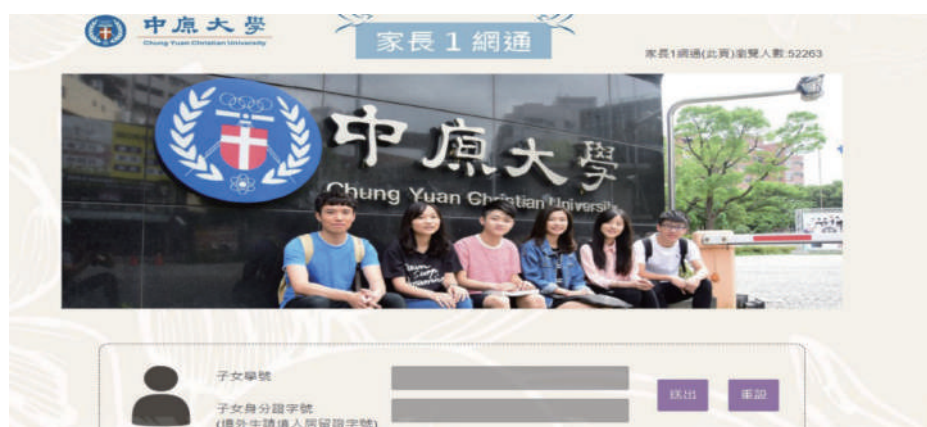 中原大學
Chung Yuan Christian University
家長1網通
家長1網通(此頁)瀏覽人數:52263
中原大學
Chung Yuan Christian University
子女學號
子女身分證字號
(境外生請填入居留證字號)
送出
重設